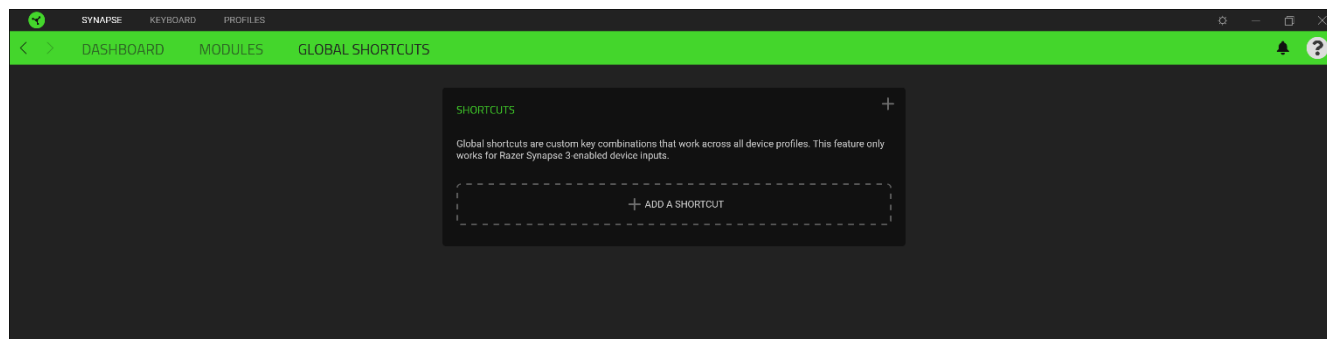 SYNAPSE KEYBOARD PROFILES
DASHBOARD MODULES GLOBAL SHORTCUTS
?
SHORTCUTS
Global shortcuts are custom key combinations that work across all device profiles. This feature only
works for Razer Synapse 3-enabled device inputs.
ADD A SHORTCUT